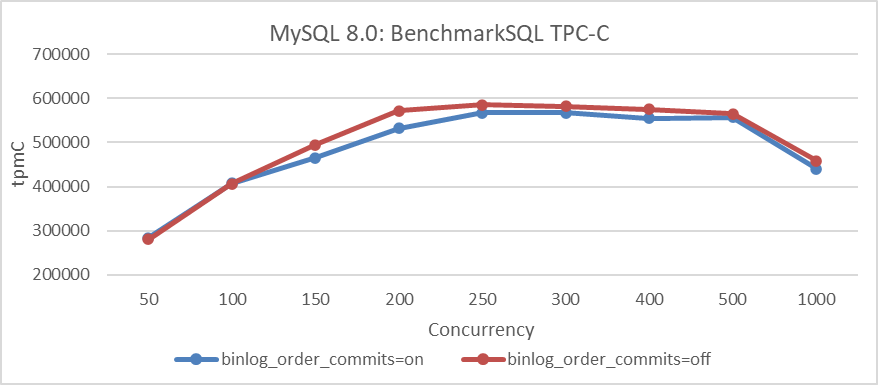 MySQL 8.0: BenchmarkSQL TPC-C
700000
600000
500000
400000
300000
200000
tpmC
50 100 150 200 250 300 400 500 1000
Concurrency
binlog_order_commits=on binlog_order_commits=off